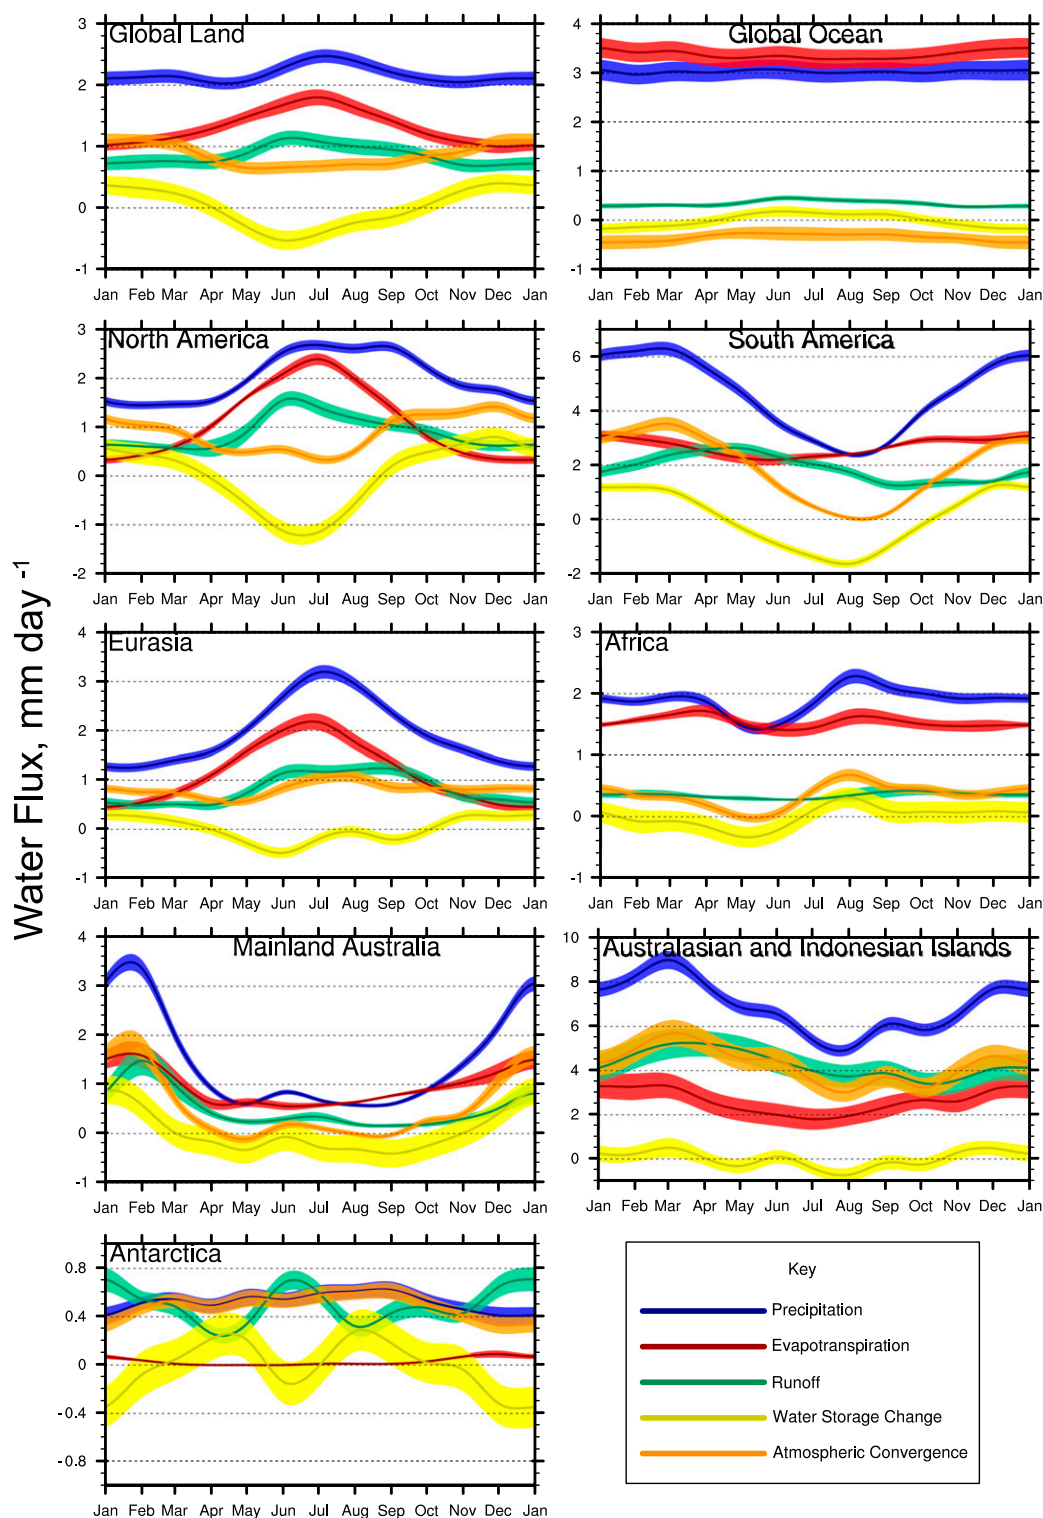 Water Flux, mm day -1
Global Land
3
2
1
0
-1
Jan Feb Mar Apr May Jun Jul Aug Sep Oct Nov Dec Jan
Global Ocean
4
3
2
1
0
-1
Jan Feb Mar Apr May Jun Jul Aug Sep Oct Nov Dec Jan
North America
3
2
1
0
-1
-2
Jan Feb Mar Apr May Jun Jul Aug Sep Oct Nov Dec Jan
South America
6
4
2
0
-2
Jan Feb Mar Apr May Jun Jul Aug Sep Oct Nov Dec Jan
Eurasia
4
3
2
1
0
-1
Jan Feb Mar Apr May Jun Jul Aug Sep Oct Nov Dec Jan
Africa
3
2
1
0
-1
Jan Feb Mar Apr May Jun Jul Aug Sep Oct Nov Dec Jan
Mainland Australia
4
3
2
1
0
-1
Jan Feb Mar Apr May Jun Jul Aug Sep Oct Nov Dec Jan
Australasian and Indonesian Islands
10
8
6
4
2
0
Jan Feb Mar Apr May Jun Jul Aug Sep Oct Nov Dec Jan
Antarctica
0.8
0.4
0
-0.4
-0.8
Jan Feb Mar Apr May Jun Jul Aug Sep Oct Nov Dec Jan
Key
Precipitation
Evapotranspiration
Runoff
Water Storage Change
Atmospheric Convergence